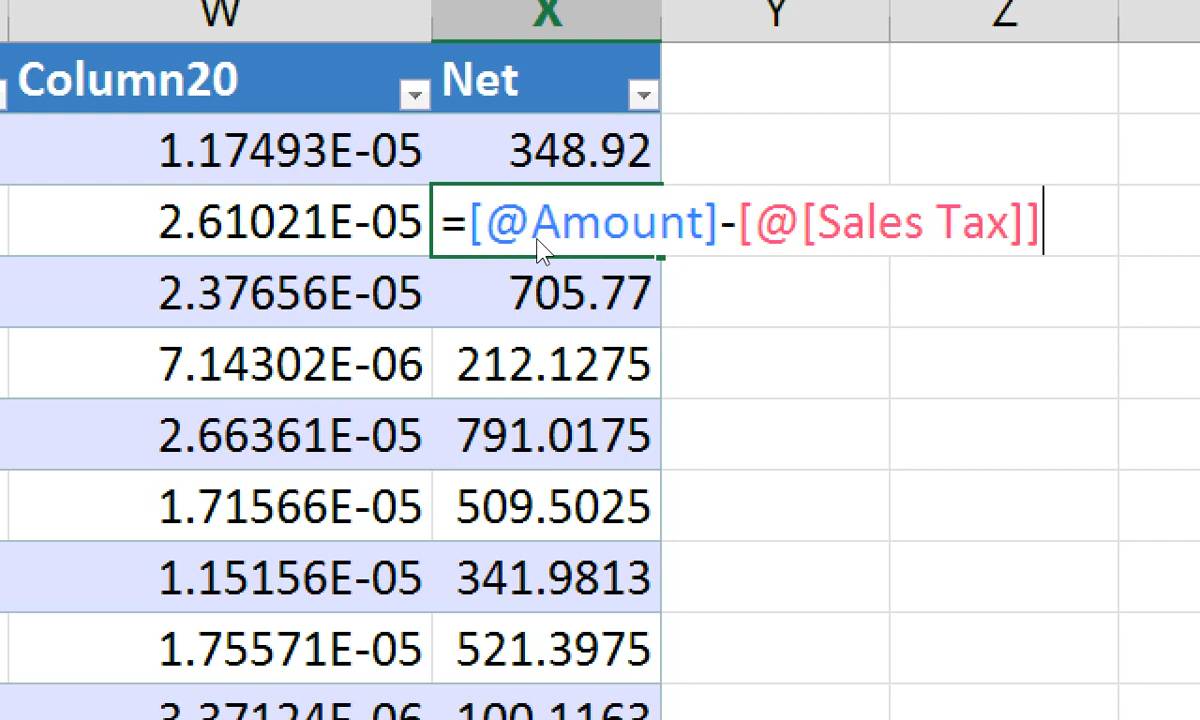 W X Y Z
Column20 Net
1.17493E-05 348.92
2.61021E-05 =[@Amount]-[@[Sales Tax]]
2.37656E-05 705.77
7.14302E-06 212.1275
2.66361E-05 791.0175
1.71566E-05 509.5025
1.15156E-05 341.9813
1.75571E-05 521.3975
3.37124E-06 100.1163